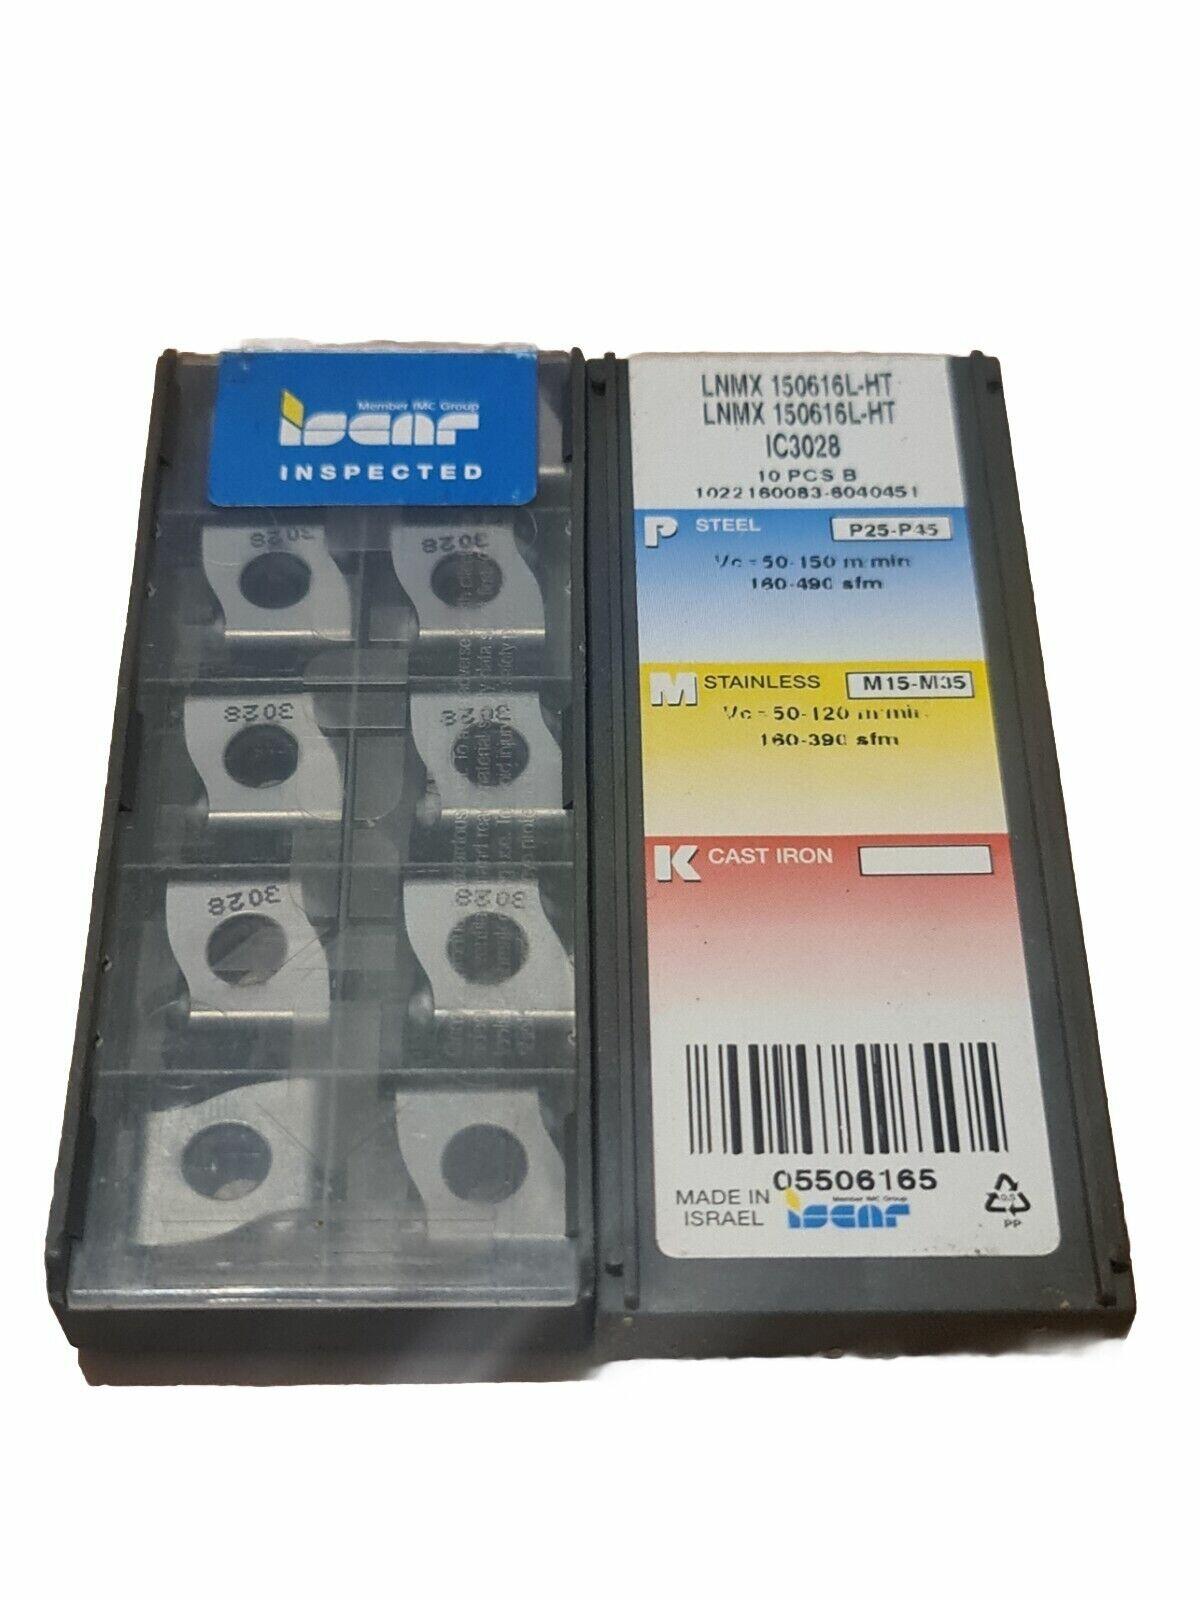 Member IMC Group
iscar
INSPECTED
3028
3028
3028
3028
3028
LNMX 150616L-HT
LNMX 150616L-HT
IC3028
10 PCS B
1022160083-6040451
P STEEL P25-P45
Vc = 50-150 m/min
160-490 sfm
M STAINLESS M15-M35
Vc = 50-120 m/min
160-390 sfm
K CAST IRON
05506165
MADE IN
ISRAEL
Member IMC Group
iscar
05
PP